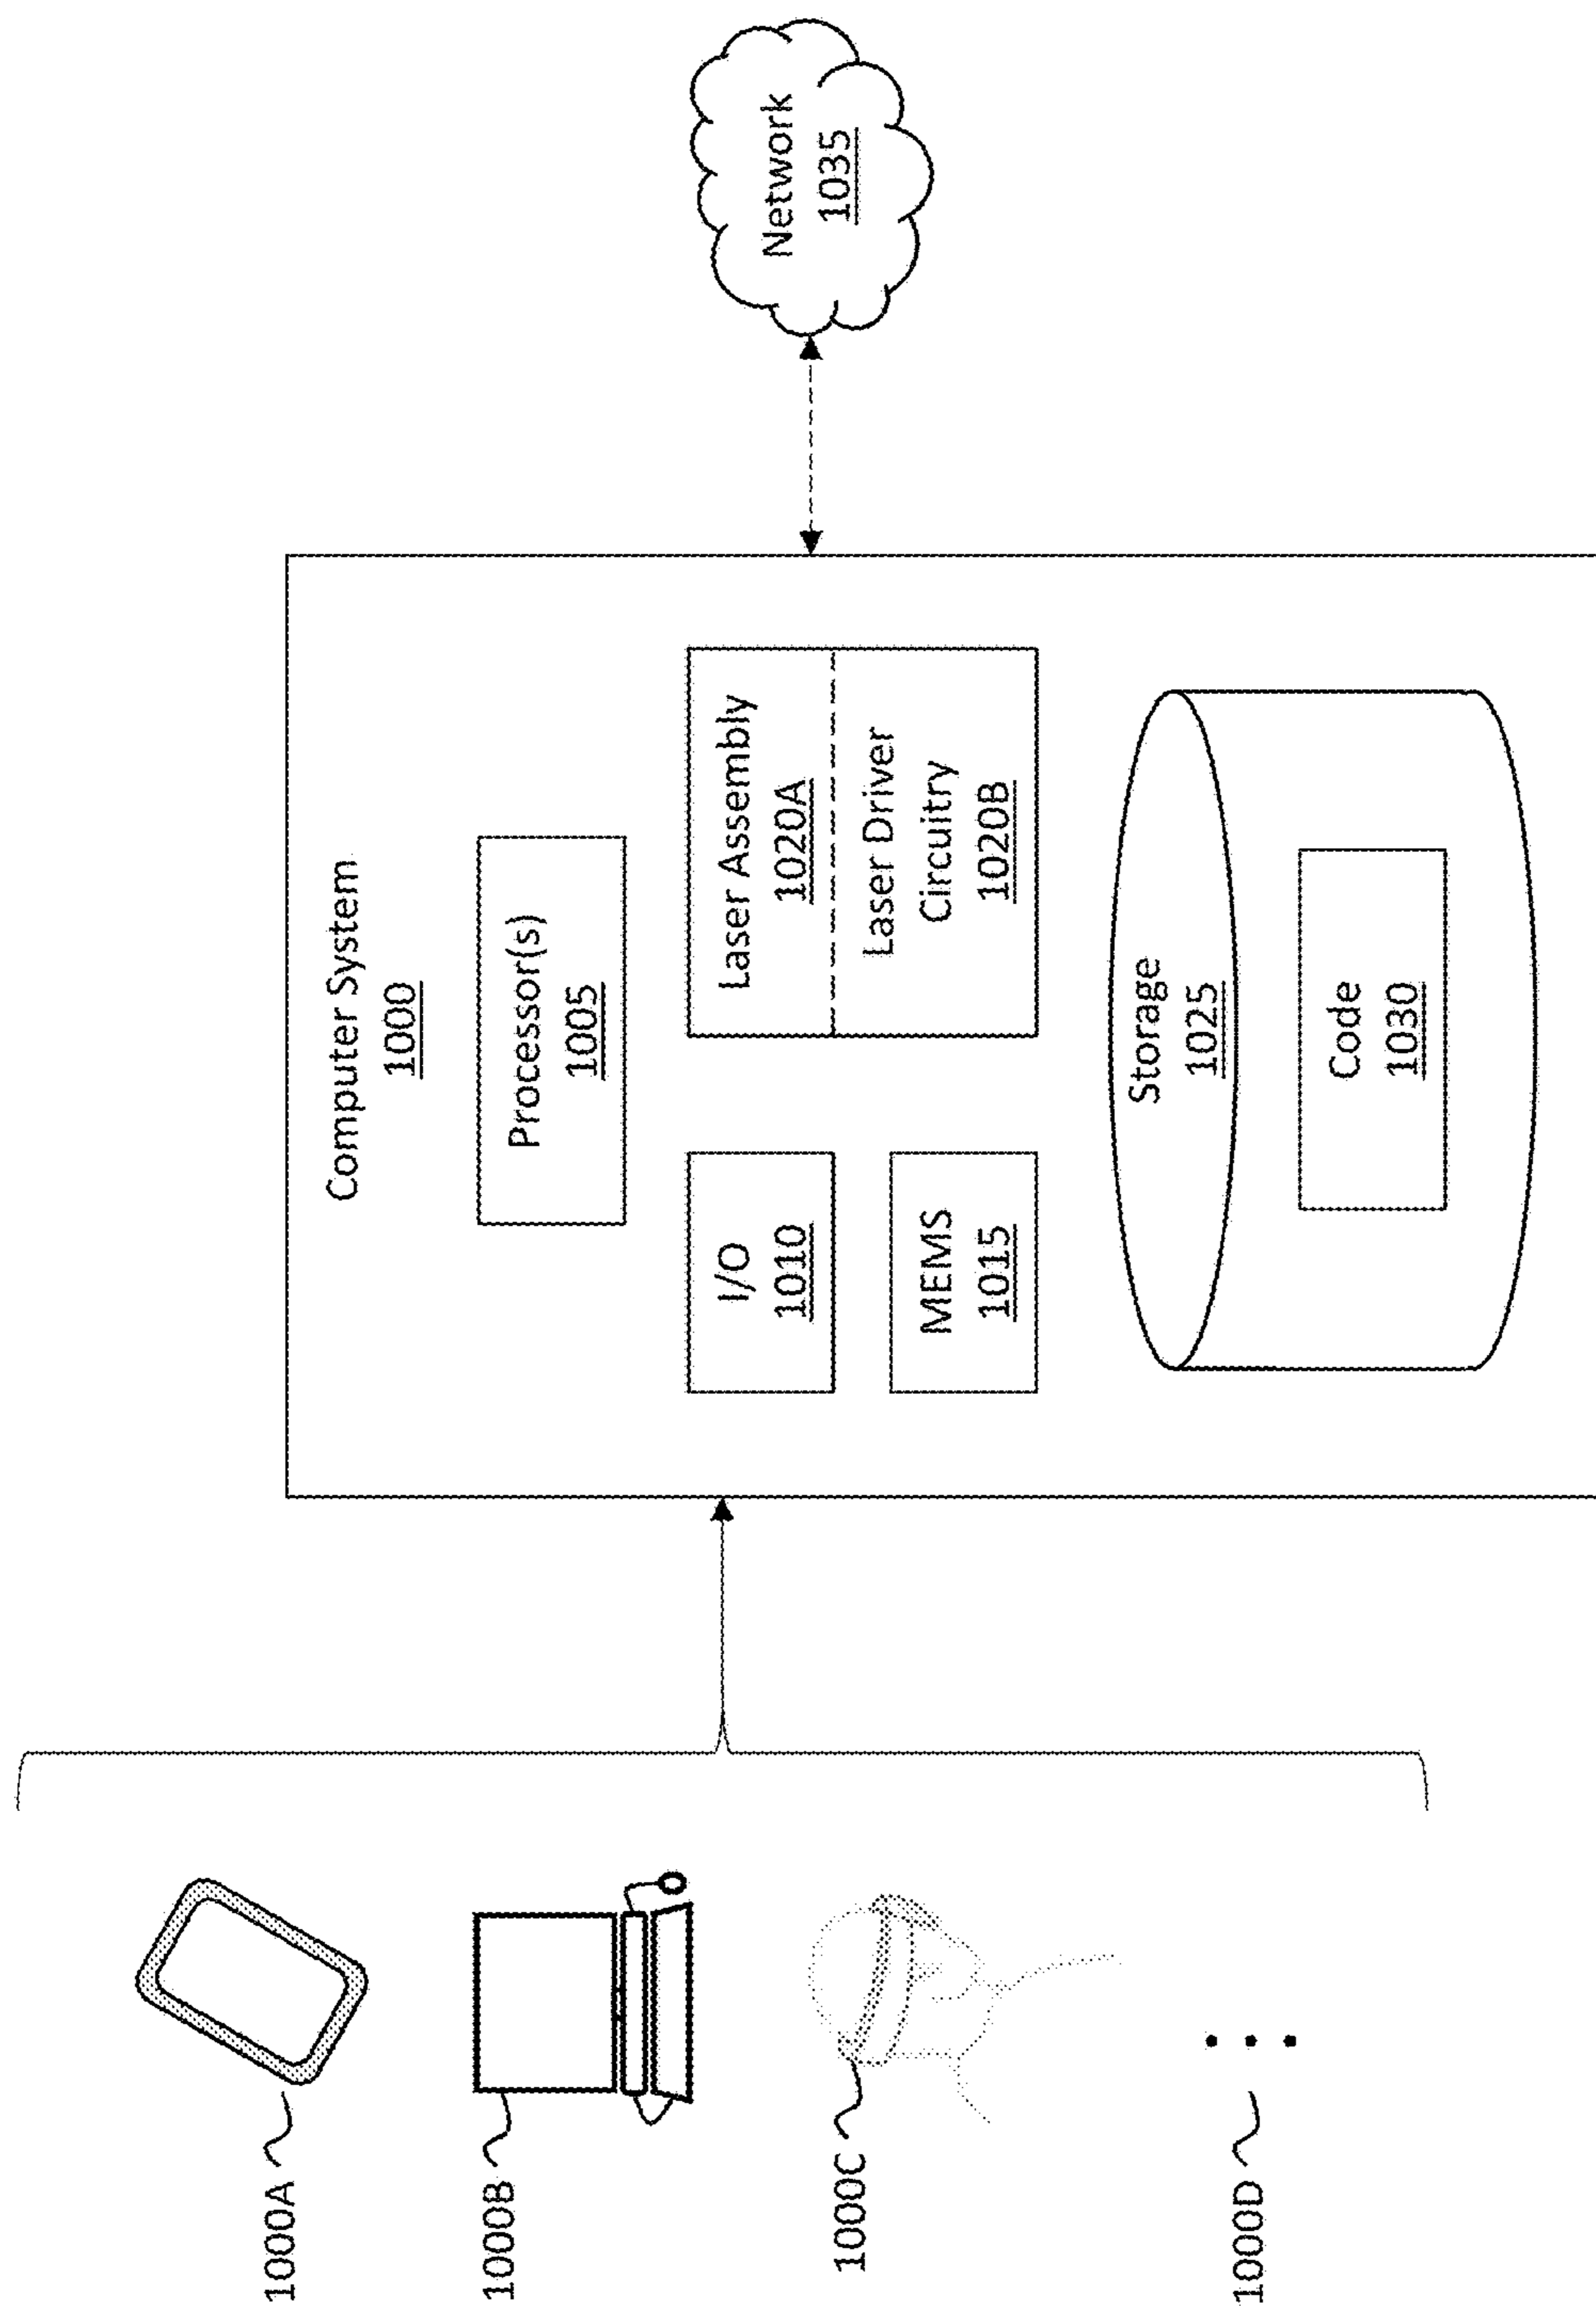 1000A
1000B
1000C
1000D
Computer System
1000
Processor(s)
1005
I/O
1010
MEMS
1015
Laser Assembly
1020A
Laser Driver
Circuitry
1020B
Storage
1025
Code
1030
Network
1035